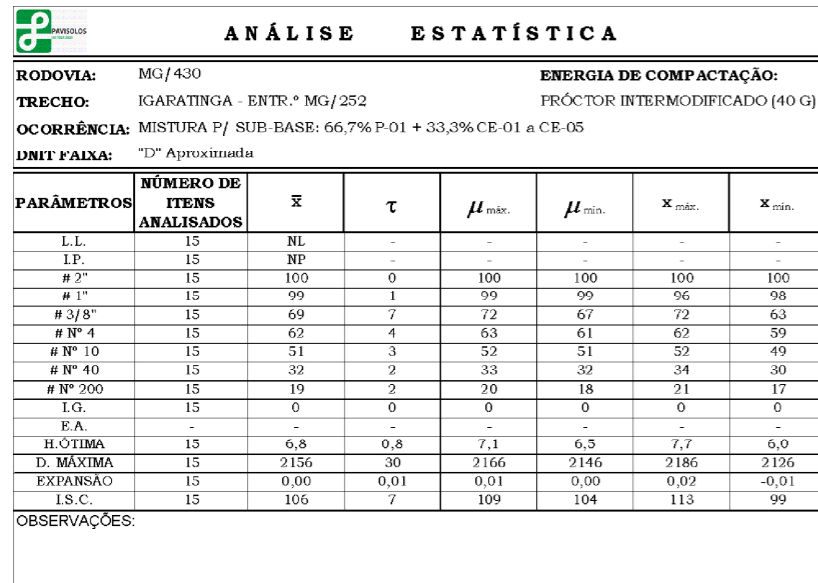 PAVISOLOS
ANÁLISE ESTATÍSTICA
RODOVIA: MG/430 ENERGIA DE COMPACTAÇÃO:
TRECHO: IGARATINGA - ENTR.º MG/252 PRÓCTOR INTERMODIFICADO (40 G)
OCORRÊNCIA: MISTURA P/ SUB-BASE: 66,7% P-01 + 33,3% CE-01 a CE-05
DNIT FAIXA: "D" Aproximada
PARÂMETROS NÚMERO DE ITENS ANALISADOS x̅ τ μ máx. μ mín. x máx. x mín.
L.L. 15 NL - - - - -
I.P. 15 NP - - - - -
# 2" 15 100 0 100 100 100 100
# 1" 15 99 1 99 99 96 98
# 3/8" 15 69 7 72 67 72 63
# Nº 4 15 62 4 63 61 62 59
# Nº 10 15 51 3 52 51 52 49
# Nº 40 15 32 2 33 32 34 30
# Nº 200 15 19 2 20 18 21 17
I.G. 15 0 0 0 0 0 0
E.A. - - - - - - -
H.ÓTIMA 15 6,8 0,8 7,1 6,5 7,7 6,0
D. MÁXIMA 15 2156 30 2166 2146 2186 2126
EXPANSÃO 15 0,00 0,01 0,01 0,00 0,02 -0,01
I.S.C. 15 106 7 109 104 113 99
OBSERVAÇÕES: